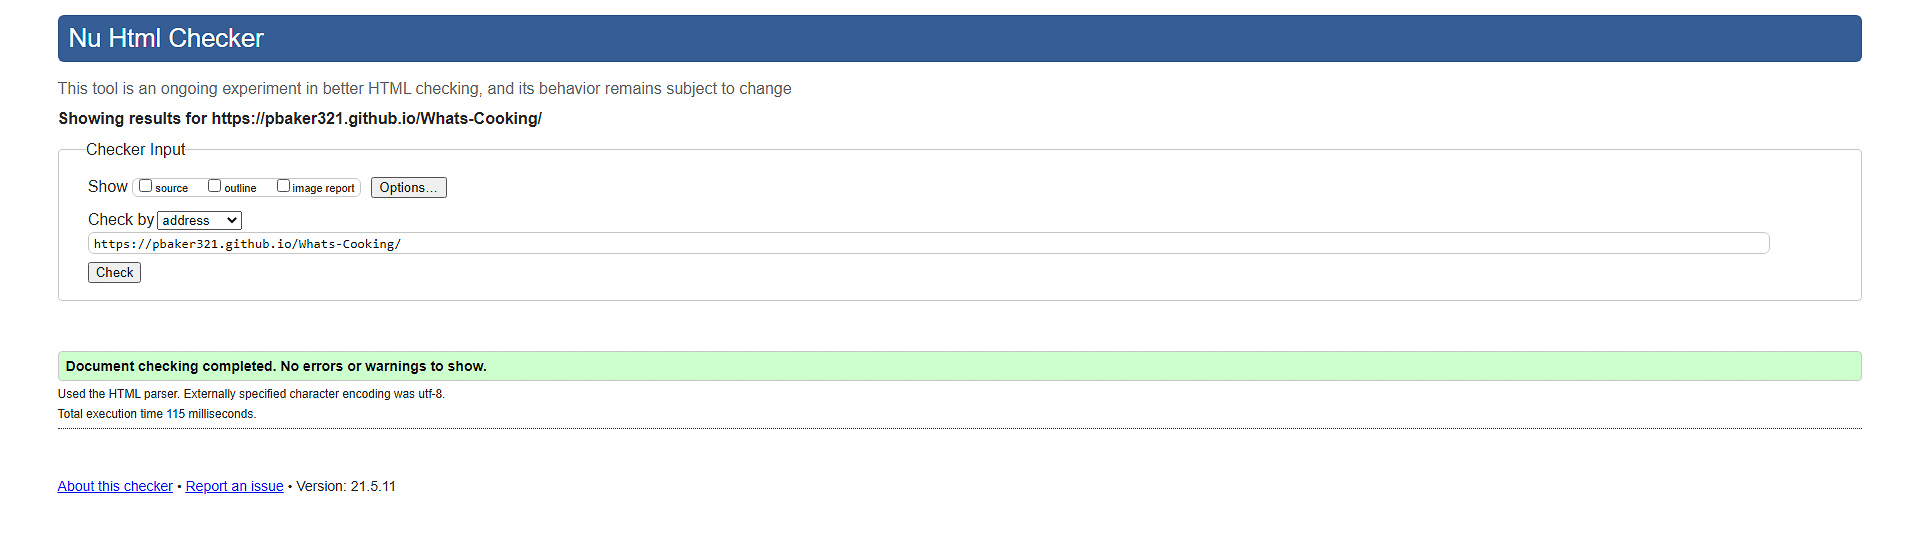 Nu Html Checker
This tool is an ongoing experiment in better HTML checking, and its behavior remains subject to change
Showing results for https://pbaker321.github.io/Whats-Cooking/
Checker Input
Show source outline image report Options...
Check by address
https://pbaker321.github.io/Whats-Cooking/
Check
Document checking completed. No errors or warnings to show.
Used the HTML parser. Externally specified character encoding was utf-8.
Total execution time 115 milliseconds.
About this checker • Report an issue • Version: 21.5.11